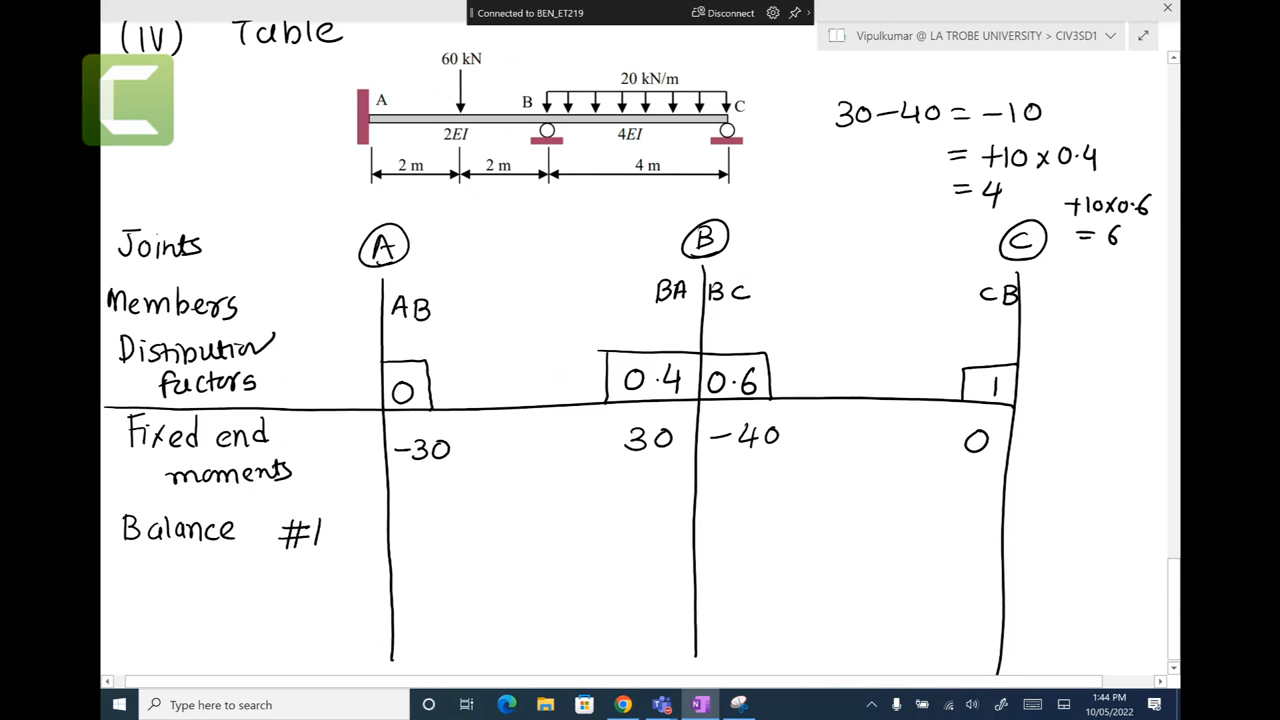 Connected to BEN_ET219 Disconnect
Vipulkumar @ LA TROBE UNIVERSITY > CIV3SD1
(IV) Table
60 kN
20 kN/m
A B C
2EI 4EI
2 m 2 m 4 m
30-40 = -10
= +10 x 0.4
= 4
+10x0.6
= 6
Joints A B C
Members AB BA BC CB
Distibution
factors 0 0.4 0.6 1
Fixed end
moments -30 30 -40 0
Balance #1
Type here to search
1:44 PM
10/05/2022